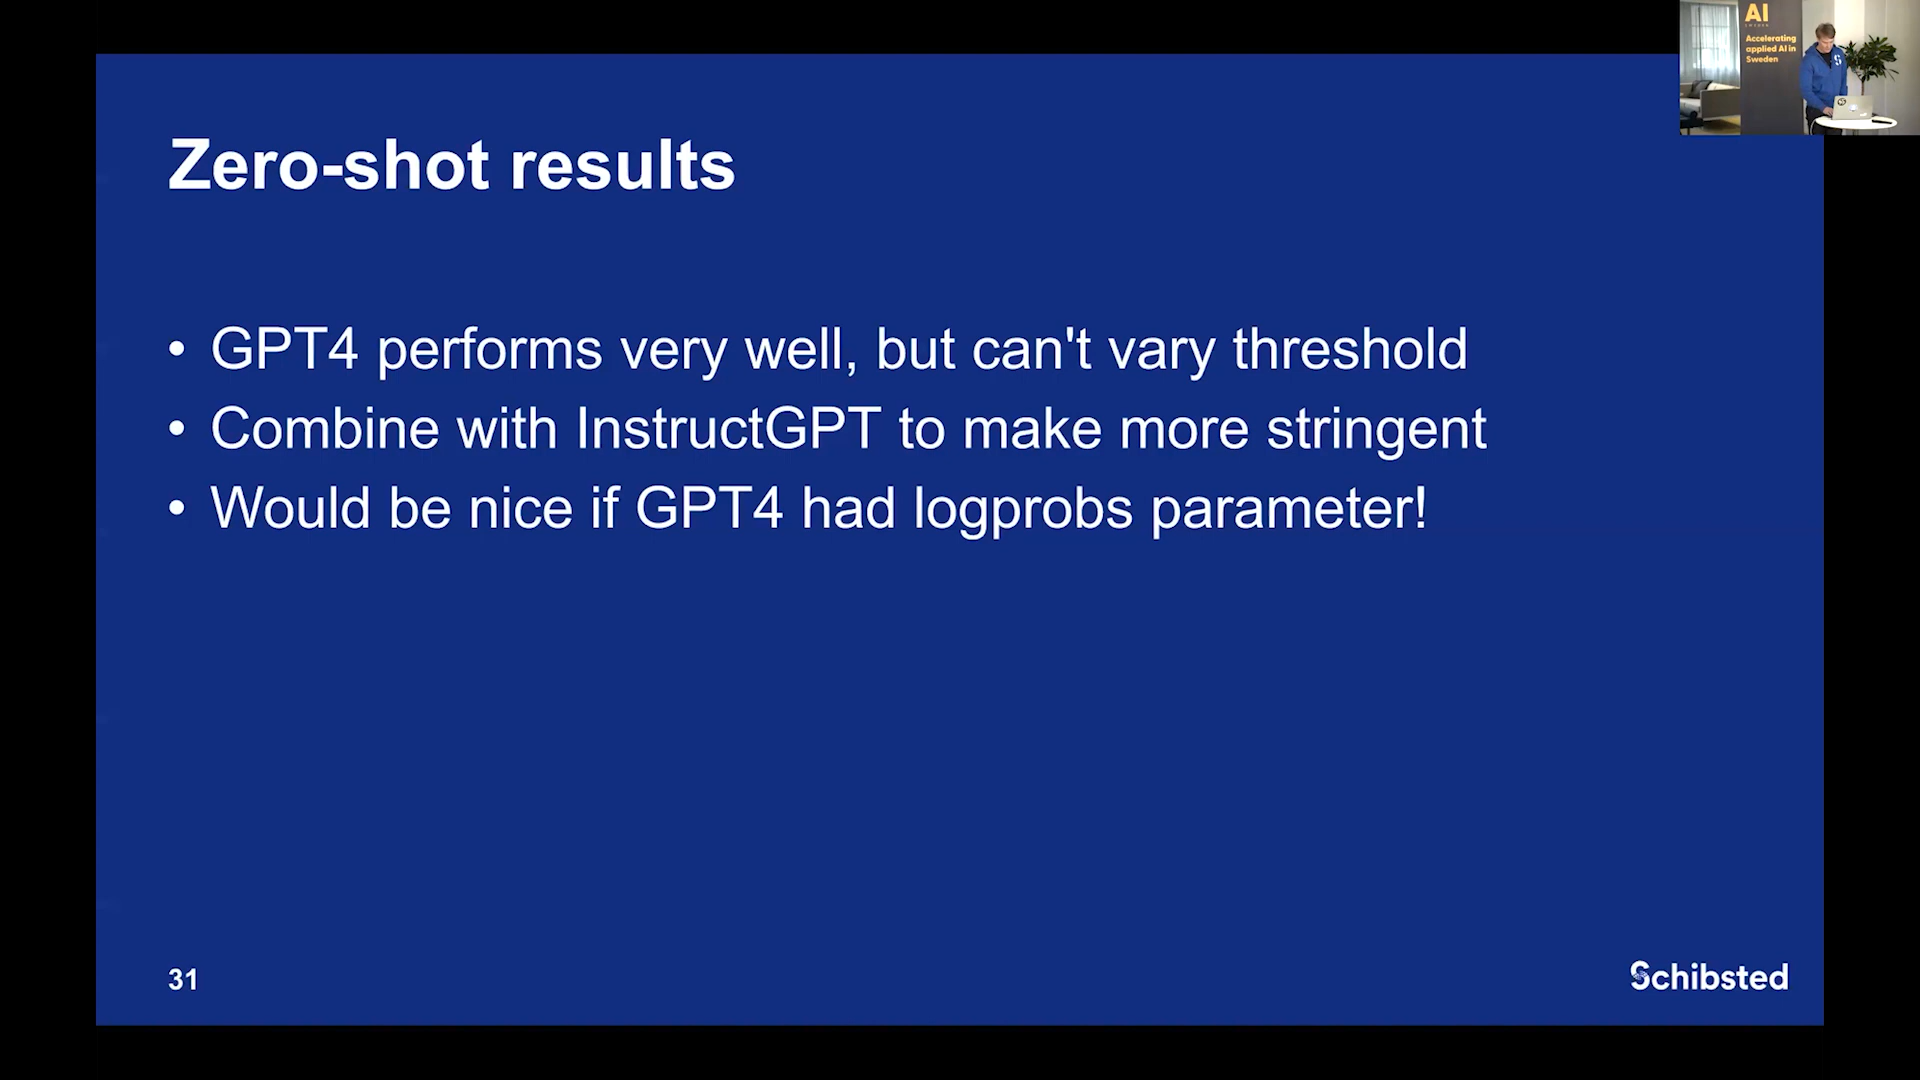 AI
Accelerating
applied AI in
Sweden
Zero-shot results
• GPT4 performs very well, but can't vary threshold
• Combine with InstructGPT to make more stringent
• Would be nice if GPT4 had logprobs parameter!
31
Schibsted